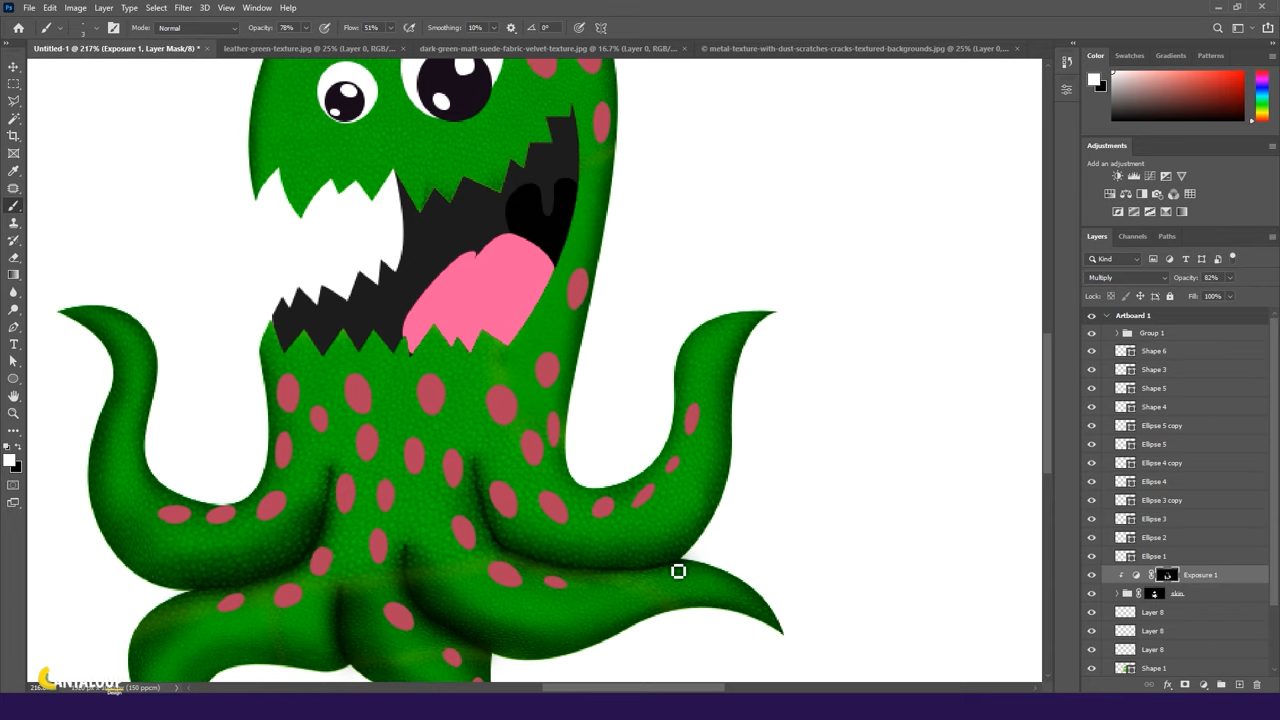 File Edit Image Layer Type Select Filter 3D View Window Help
3 Mode: Normal Opacity: 78% Flow: 51% Smoothing: 10% 0°
Untitled-1 @ 217% (Exposure 1, Layer Mask/8) * × leather-green-texture.jpg @ 25% (Layer 0, RGB/... × dark-green-matt-suede-fabric-velvet-texture.jpg @ 16.7% (Layer 0, RGB/... × © metal-texture-with-dust-scratches-cracks-textured-backgrounds.jpg @ 25% (Layer 0,... ×
Color Swatches Gradients Patterns
Adjustments
Add an adjustment
Layers Channels Paths
Kind
Multiply Opacity: 82%
Lock: Fill: 100%
Artboard 1
Group 1
Shape 6
Shape 3
Shape 5
Shape 4
Ellipse 5 copy
Ellipse 5
Ellipse 4 copy
Ellipse 4
Ellipse 3 copy
Ellipse 3
Ellipse 2
Ellipse 1
Exposure 1
skin
Layer 8
Layer 8
Layer 8
Shape 1
CANTALOUP
Design
(150 ppcm)